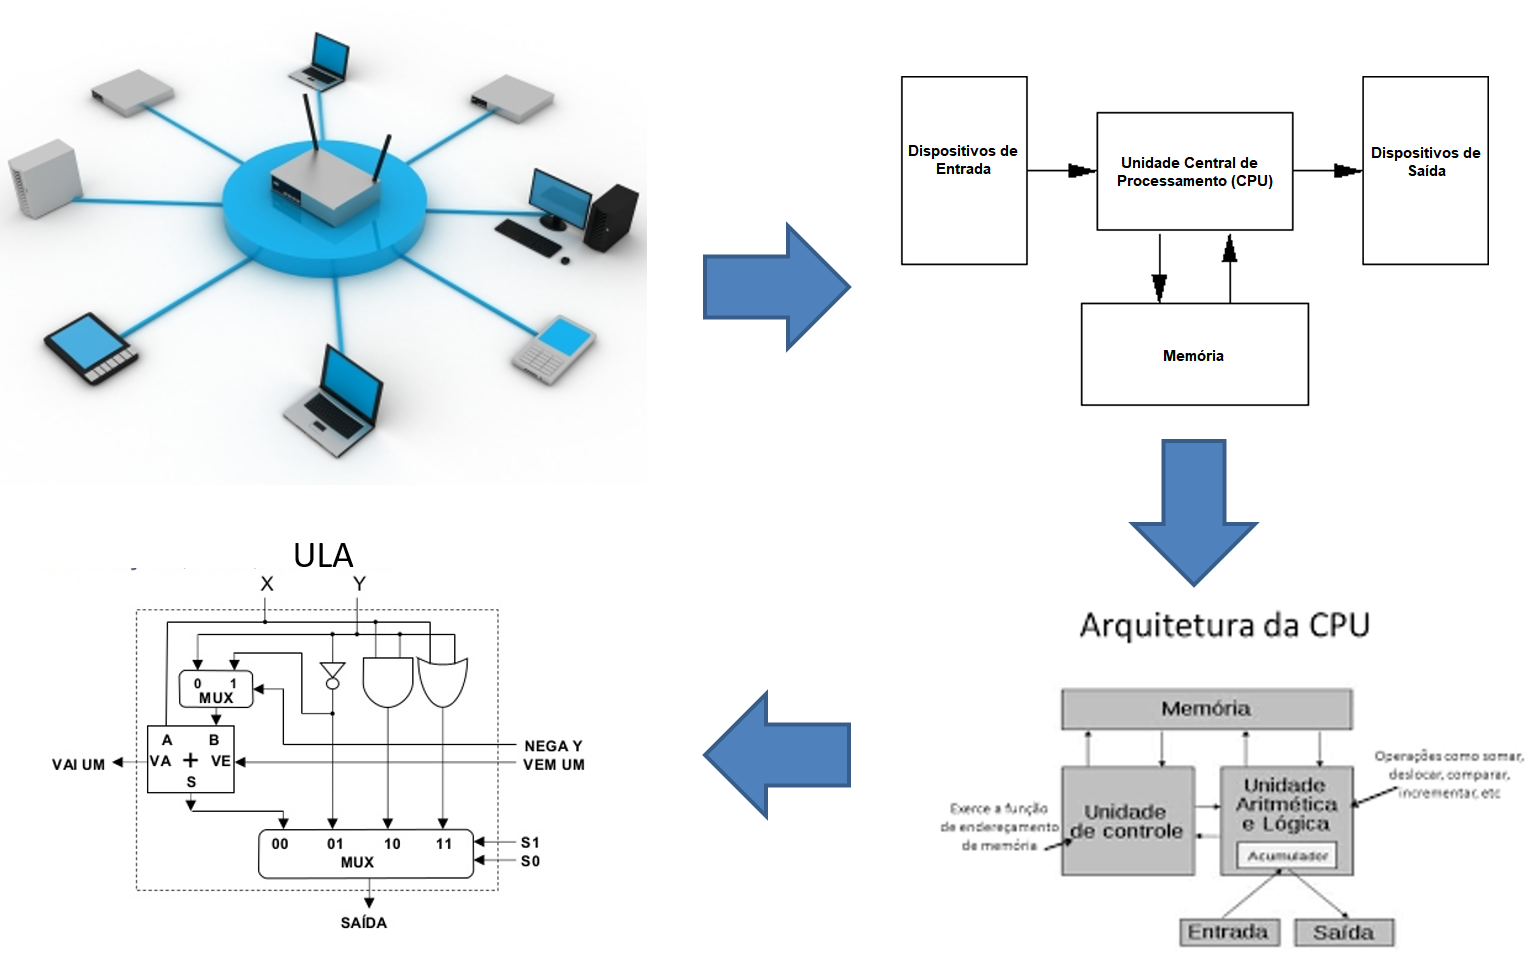 Dispositivos de
Entrada
Unidade Central de
Processamento (CPU)
Dispositivos de
Saída
Memória
Arquitetura da CPU
Memória
Unidade
de controle
Unidade
Aritmética
e Lógica
Acumulador
Entrada
Saída
Exerce a função
de endereçamento
de memória
Operações como somar,
deslocar, comparar,
incrementar, etc
ULA
X
Y
0 1
MUX
A B
VA + VE
S
VAI UM
NEGA Y
VEM UM
00 01 10 11
MUX
S1
S0
SAÍDA